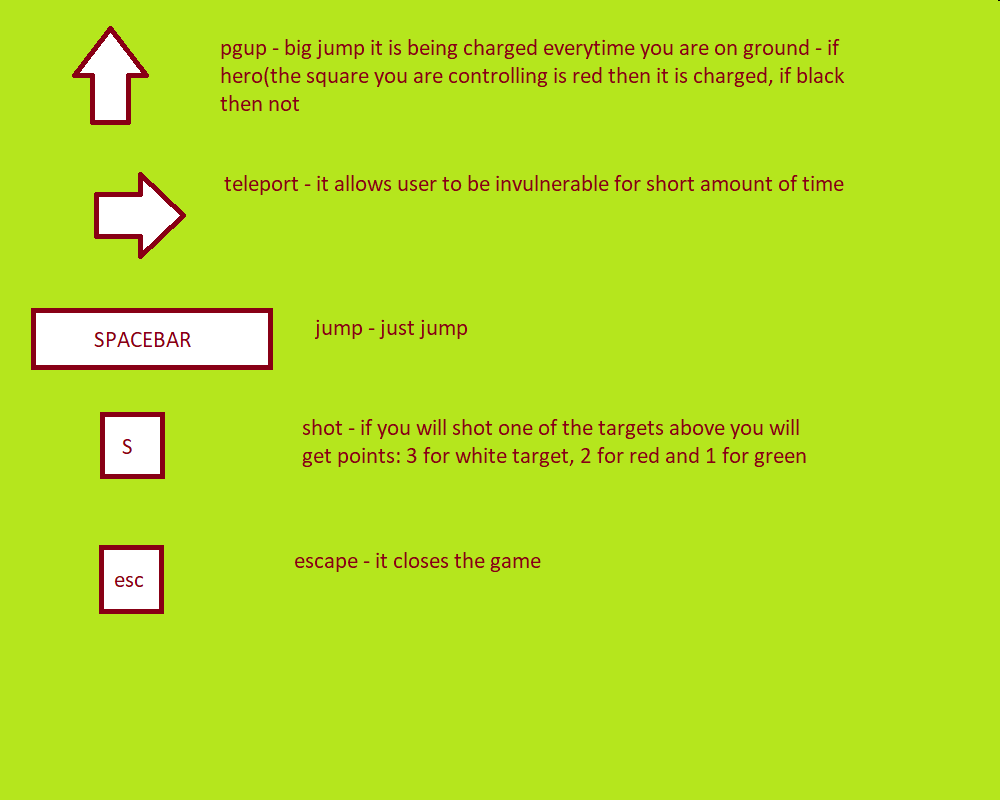 pgup - big jump it is being charged everytime you are on ground - if
hero(the square you are controlling is red then it is charged, if black
then not
teleport - it allows user to be invulnerable for short amount of time
SPACEBAR
jump - just jump
S
shot - if you will shot one of the targets above you will
get points: 3 for white target, 2 for red and 1 for green
esc
escape - it closes the game